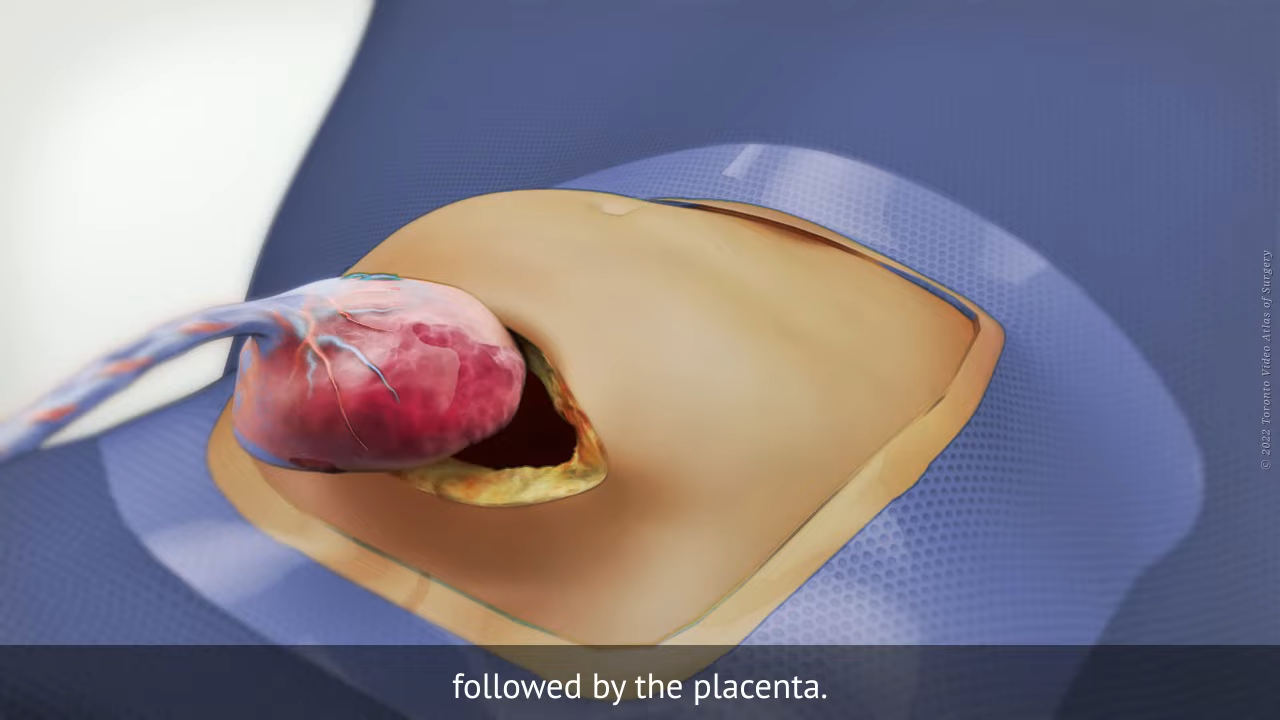 © 2022 Toronto Video Atlas of Surgery
followed by the placenta.